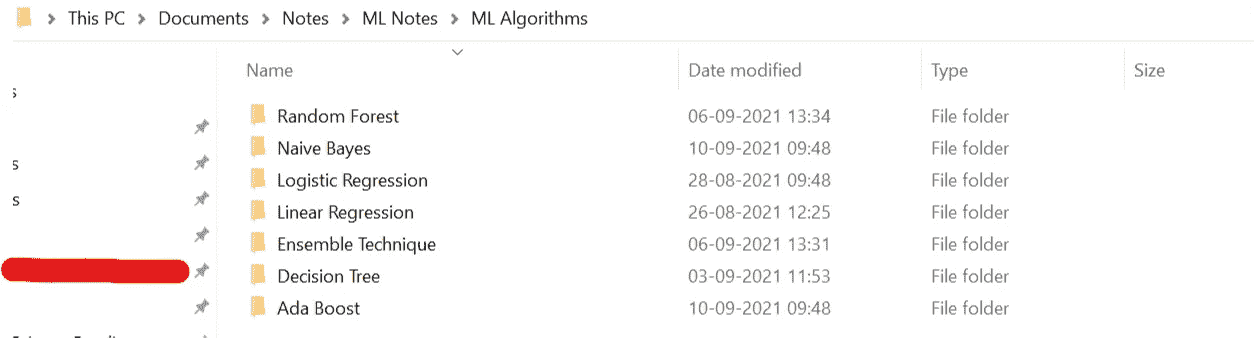 This PC > Documents > Notes > ML Notes > ML Algorithms
Name Date modified Type Size
Random Forest 06-09-2021 13:34 File folder
Naive Bayes 10-09-2021 09:48 File folder
Logistic Regression 28-08-2021 09:48 File folder
Linear Regression 26-08-2021 12:25 File folder
Ensemble Technique 06-09-2021 13:31 File folder
Decision Tree 03-09-2021 11:53 File folder
Ada Boost 10-09-2021 09:48 File folder